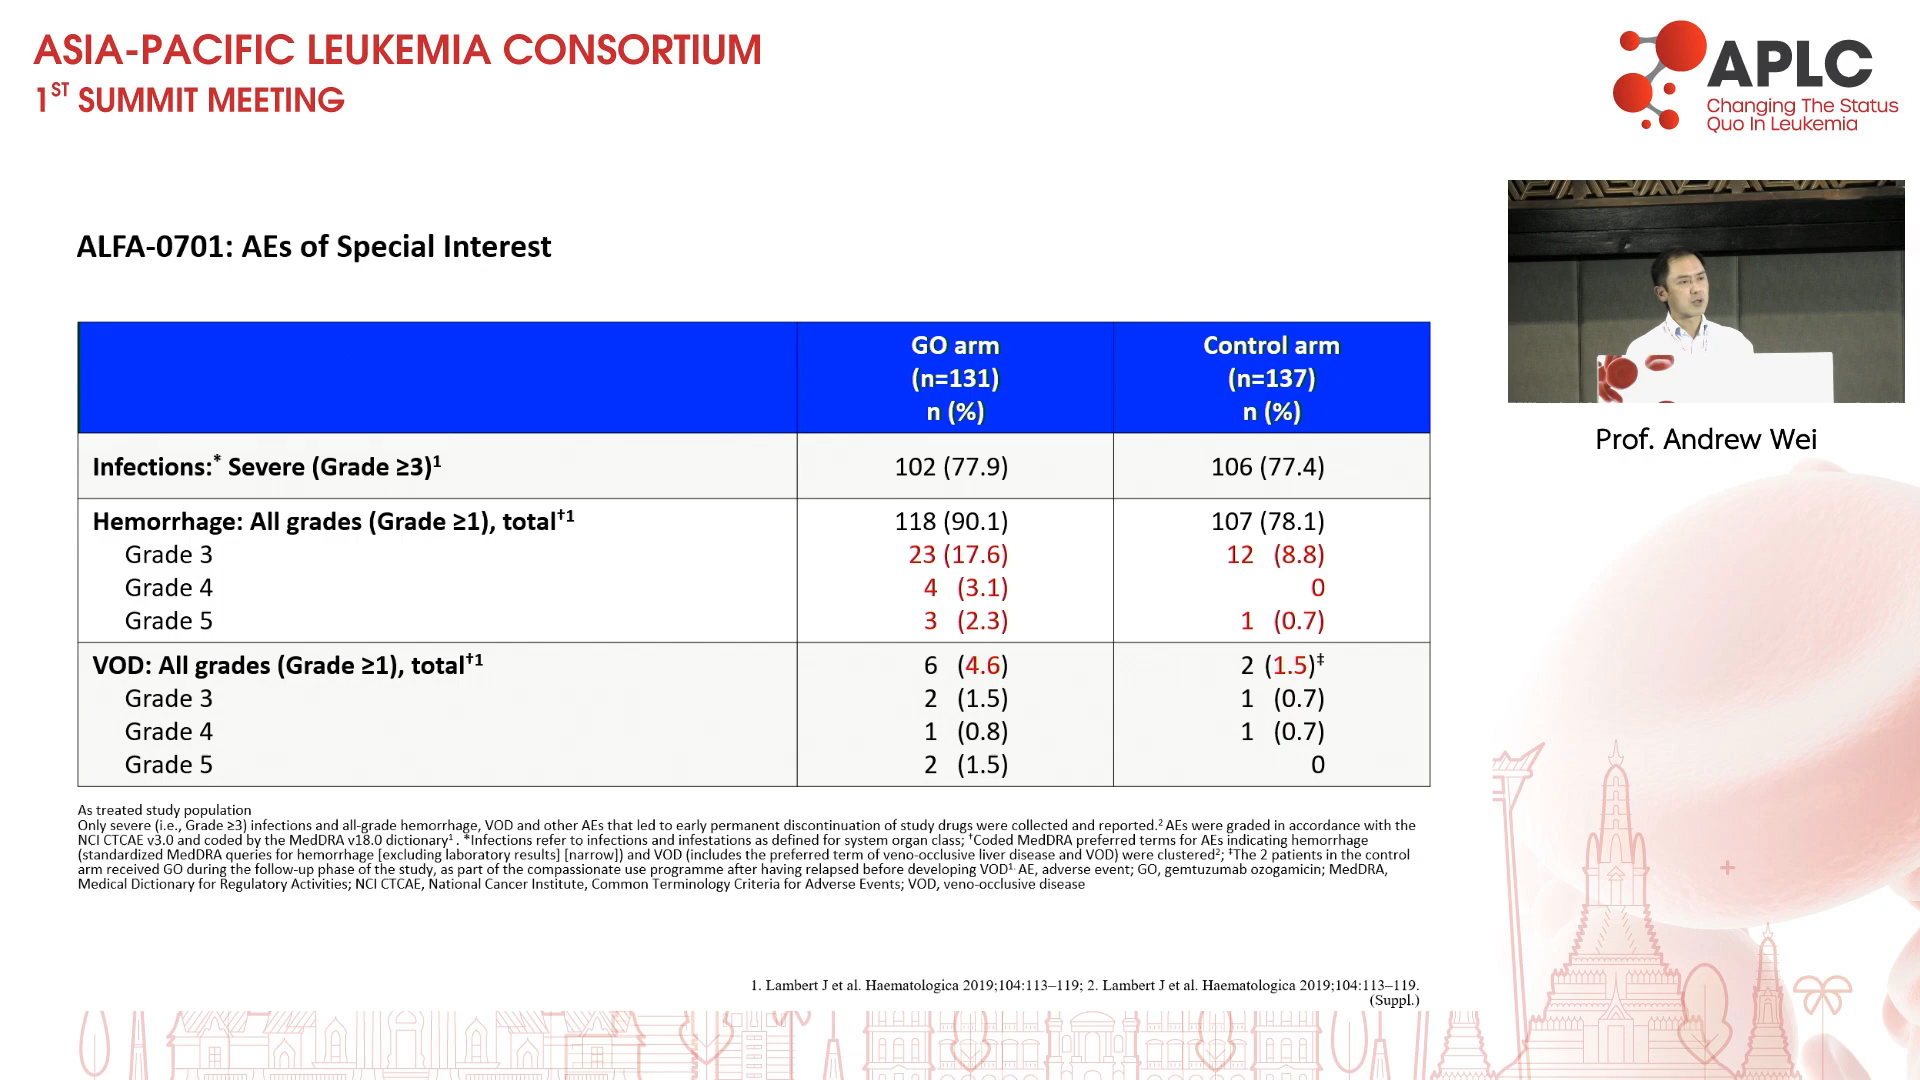 ASIA-PACIFIC LEUKEMIA CONSORTIUM
1ST SUMMIT MEETING
APLC
Changing The Status
Quo In Leukemia
ALFA-0701: AEs of Special Interest
GO arm
(n=131)
n (%)
Control arm
(n=137)
n (%)
Infections:* Severe (Grade ≥3)1 102 (77.9) 106 (77.4)
Hemorrhage: All grades (Grade ≥1), total†1 118 (90.1) 107 (78.1)
Grade 3 23 (17.6) 12 (8.8)
Grade 4 4 (3.1) 0
Grade 5 3 (2.3) 1 (0.7)
VOD: All grades (Grade ≥1), total†1 6 (4.6) 2 (1.5)‡
Grade 3 2 (1.5) 1 (0.7)
Grade 4 1 (0.8) 1 (0.7)
Grade 5 2 (1.5) 0
Prof. Andrew Wei
As treated study population
Only severe (i.e., Grade ≥3) infections and all-grade hemorrhage, VOD and other AEs that led to early permanent discontinuation of study drugs were collected and reported.2 AEs were graded in accordance with the
NCI CTCAE v3.0 and coded by the MedDRA v18.0 dictionary1 . *Infections refer to infections and infestations as defined for system organ class; †Coded MedDRA preferred terms for AEs indicating hemorrhage
(standardized MedDRA queries for hemorrhage [excluding laboratory results] [narrow]) and VOD (includes the preferred term of veno-occlusive liver disease and VOD) were clustered2; ‡The 2 patients in the control
arm received GO during the follow-up phase of the study, as part of the compassionate use programme after having relapsed before developing VOD1. AE, adverse event; GO, gemtuzumab ozogamicin; MedDRA,
Medical Dictionary for Regulatory Activities; NCI CTCAE, National Cancer Institute, Common Terminology Criteria for Adverse Events; VOD, veno-occlusive disease
1. Lambert J et al. Haematologica 2019;104:113–119; 2. Lambert J et al. Haematologica 2019;104:113–119.
(Suppl.)